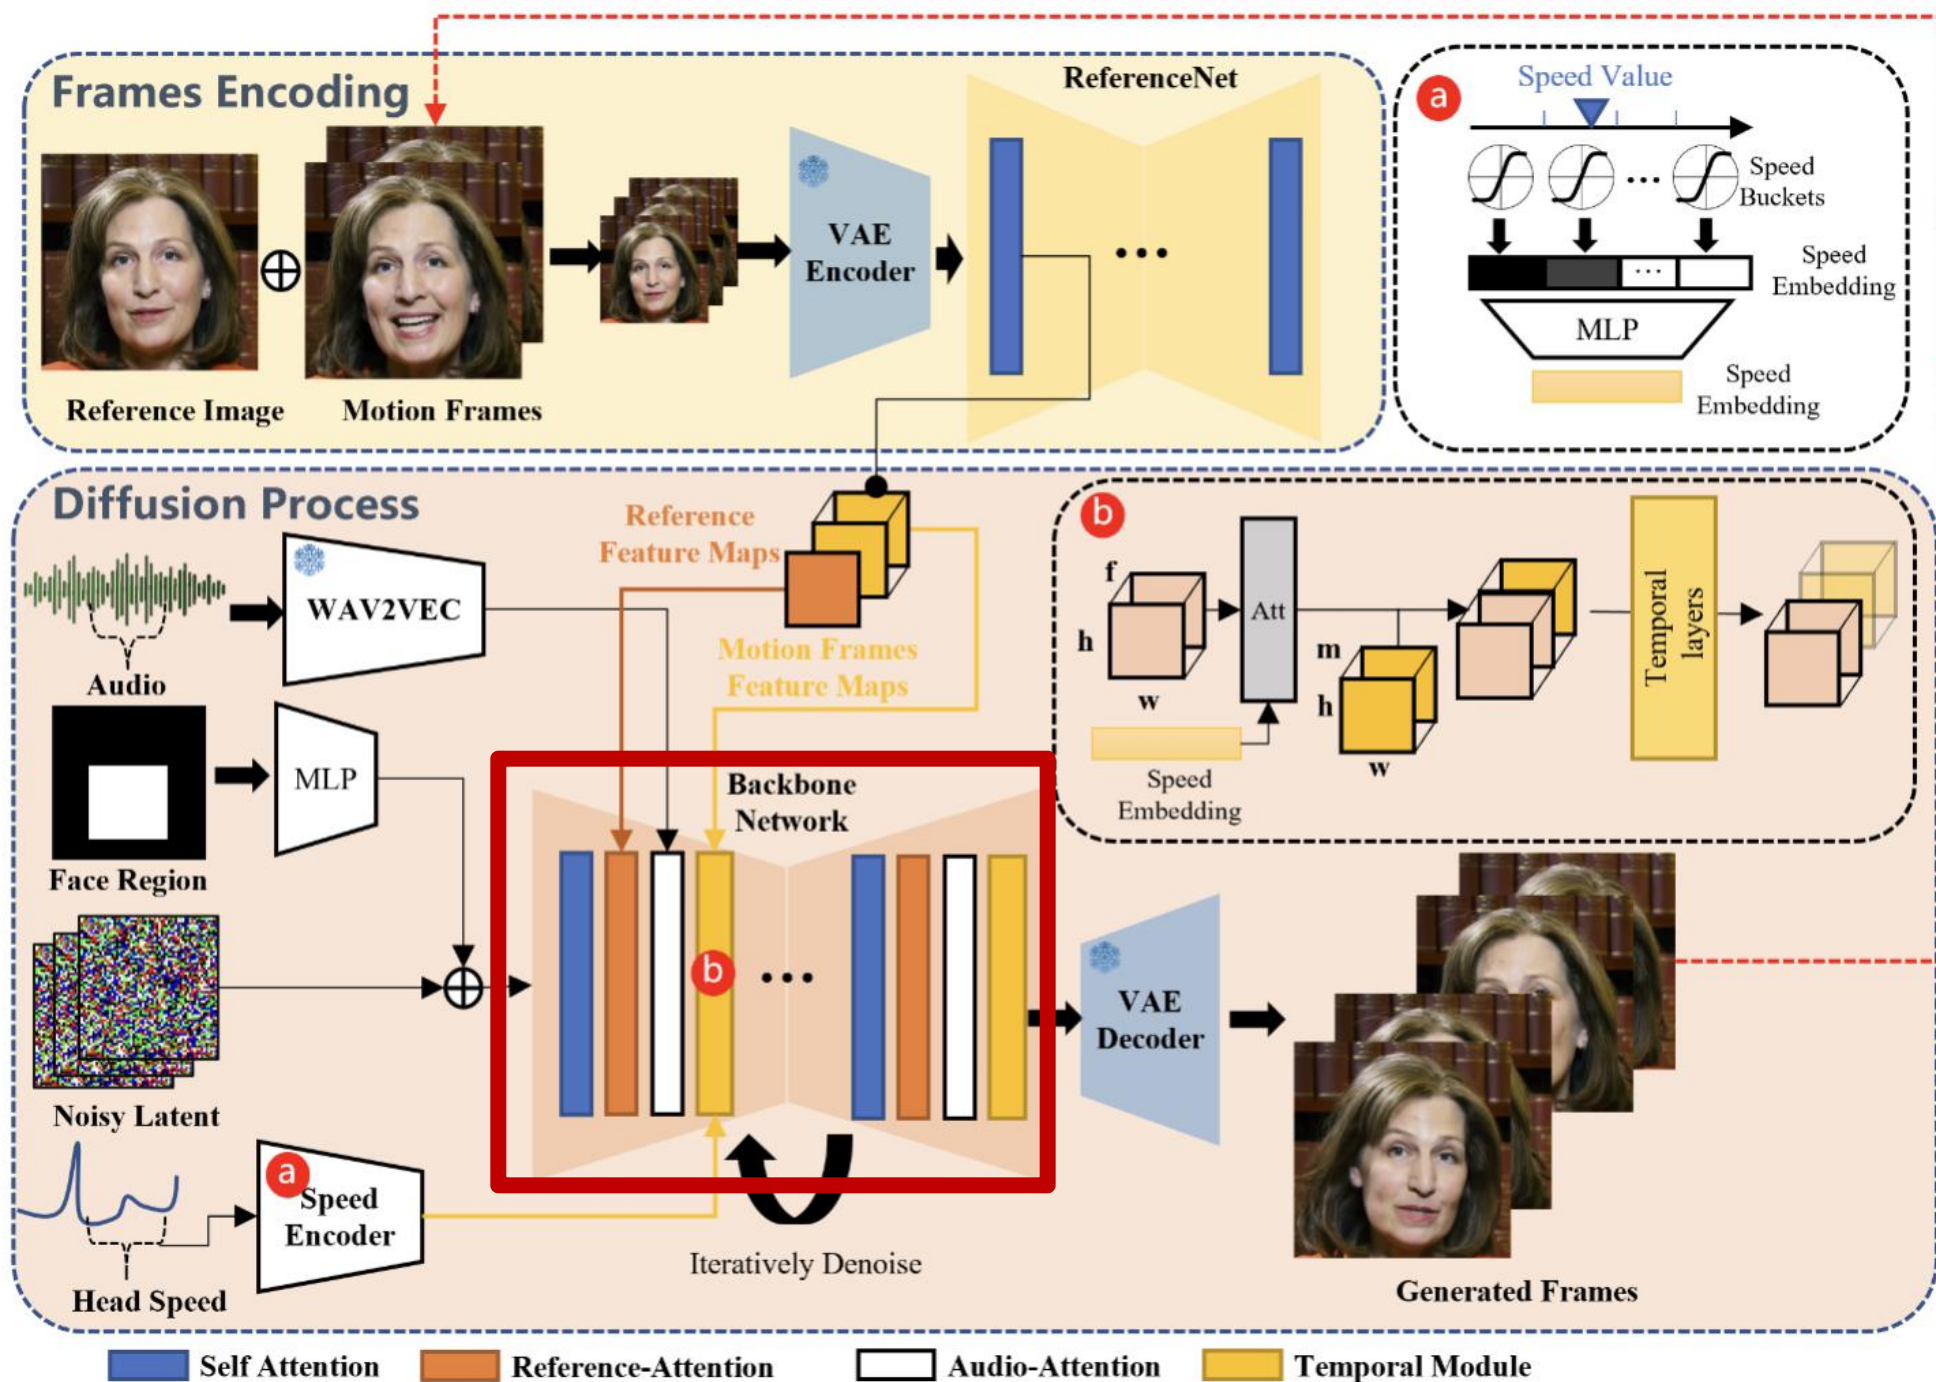 Frames Encoding
ReferenceNet
VAE
Encoder
Reference Image
Motion Frames
a
Speed Value
Speed
Buckets
Speed
Embedding
MLP
Speed
Embedding
Diffusion Process
WAV2VEC
Audio
Reference
Feature Maps
Motion Frames
Feature Maps
b
f
h
w
Att
m
h
w
Speed
Embedding
Temporal
layers
MLP
Face Region
Backbone
Network
b
Noisy Latent
VAE
Decoder
a
Speed
Encoder
Head Speed
Iteratively Denoise
Generated Frames
Self Attention
Reference-Attention
Audio-Attention
Temporal Module